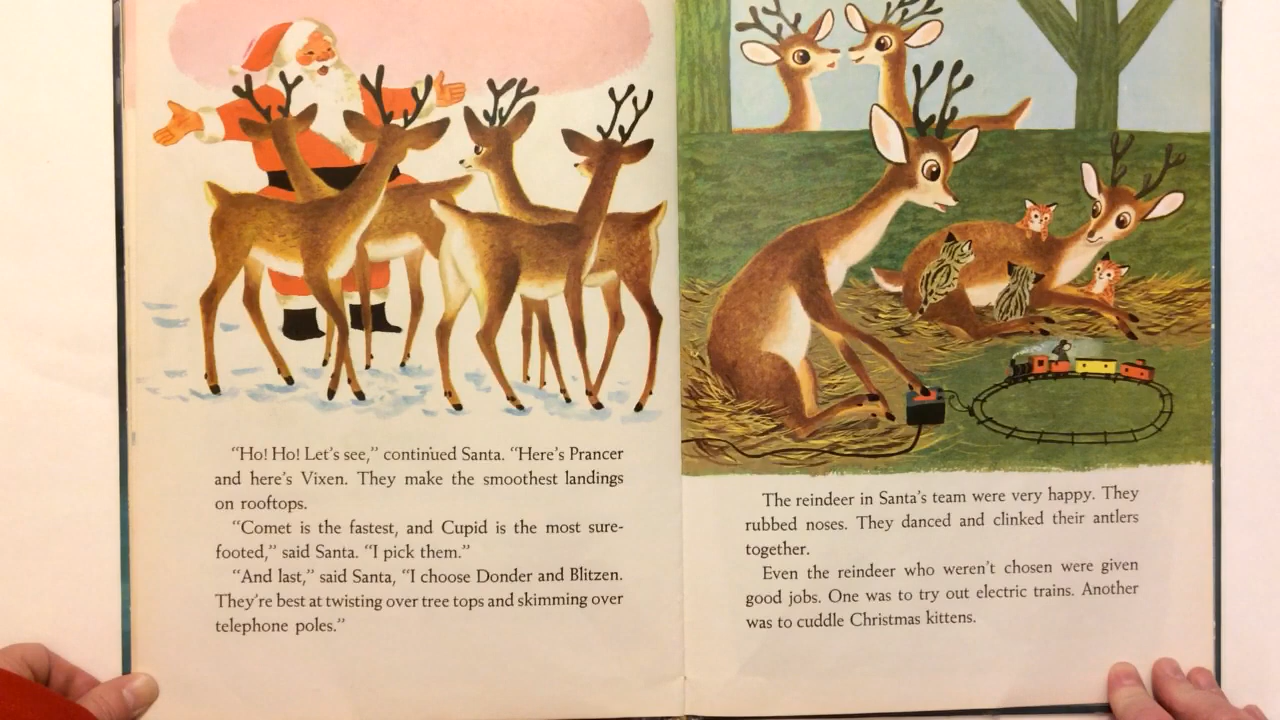 “Ho! Ho! Let’s see,” continued Santa. “Here’s Prancer
and here’s Vixen. They make the smoothest landings
on rooftops.
“Comet is the fastest, and Cupid is the most sure-
footed,” said Santa. “I pick them.”
“And last,” said Santa, “I choose Donder and Blitzen.
They’re best at twisting over tree tops and skimming over
telephone poles.”
The reindeer in Santa’s team were very happy. They
rubbed noses. They danced and clinked their antlers
together.
Even the reindeer who weren’t chosen were given
good jobs. One was to try out electric trains. Another
was to cuddle Christmas kittens.